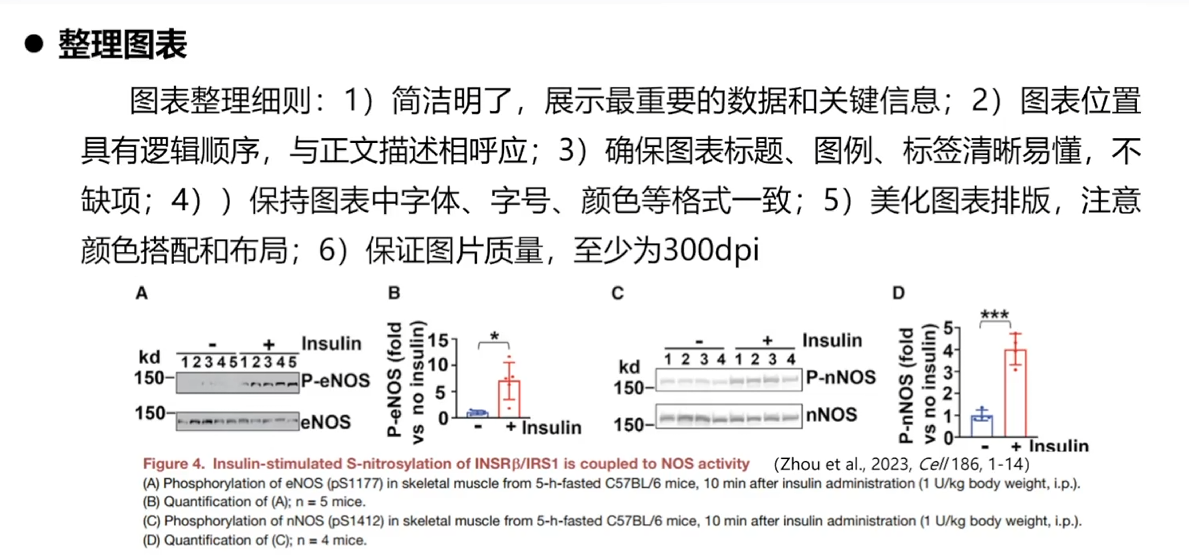 ● 整理图表
图表整理细则：1）简洁明了，展示最重要的数据和关键信息；2）图表位置
具有逻辑顺序，与正文描述相呼应；3）确保图表标题、图例、标签清晰易懂，不
缺项；4））保持图表中字体、字号、颜色等格式一致；5）美化图表排版，注意
颜色搭配和布局；6）保证图片质量，至少为300dpi
A
- + Insulin
kd 1 2 3 4 5 1 2 3 4 5
150 P-eNOS
150 eNOS
B
P-eNOS (fold
vs no insulin)
15
10
5
0
*
- + Insulin
C
- + Insulin
kd 1 2 3 4 1 2 3 4
150 P-nNOS
150 nNOS
D
P-nNOS (fold
vs no insulin)
5
4
3
2
1
0
***
- + Insulin
Figure 4. Insulin-stimulated S-nitrosylation of INSRβ/IRS1 is coupled to NOS activity (Zhou et al., 2023, Cell 186, 1-14)
(A) Phosphorylation of eNOS (pS1177) in skeletal muscle from 5-h-fasted C57BL/6 mice, 10 min after insulin administration (1 U/kg body weight, i.p.).
(B) Quantification of (A); n = 5 mice.
(C) Phosphorylation of nNOS (pS1412) in skeletal muscle from 5-h-fasted C57BL/6 mice, 10 min after insulin administration (1 U/kg body weight, i.p.).
(D) Quantification of (C); n = 4 mice.